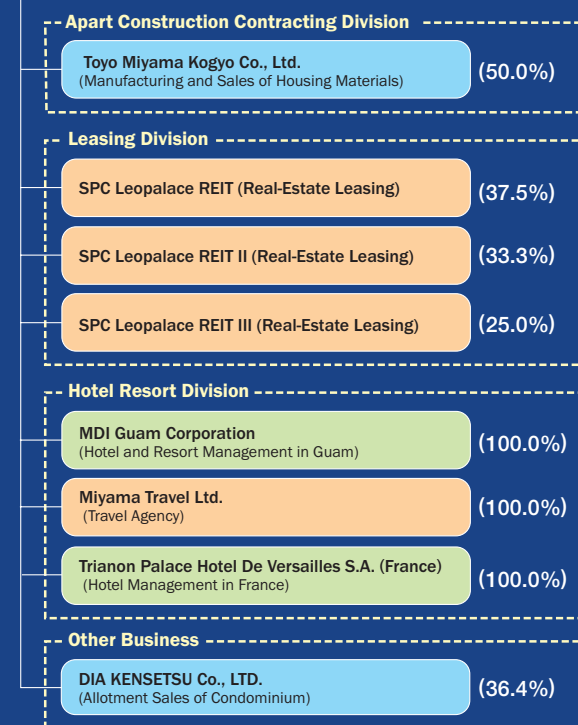 Apart Construction Contracting Division
Toyo Miyama Kogyo Co., Ltd.
(Manufacturing and Sales of Housing Materials)
(50.0%)
Leasing Division
SPC Leopalace REIT (Real-Estate Leasing)
(37.5%)
SPC Leopalace REIT II (Real-Estate Leasing)
(33.3%)
SPC Leopalace REIT III (Real-Estate Leasing)
(25.0%)
Hotel Resort Division
MDI Guam Corporation
(Hotel and Resort Management in Guam)
(100.0%)
Miyama Travel Ltd.
(Travel Agency)
(100.0%)
Trianon Palace Hotel De Versailles S.A. (France)
(Hotel Management in France)
(100.0%)
Other Business
DIA KENSETSU Co., LTD.
(Allotment Sales of Condominium)
(36.4%)